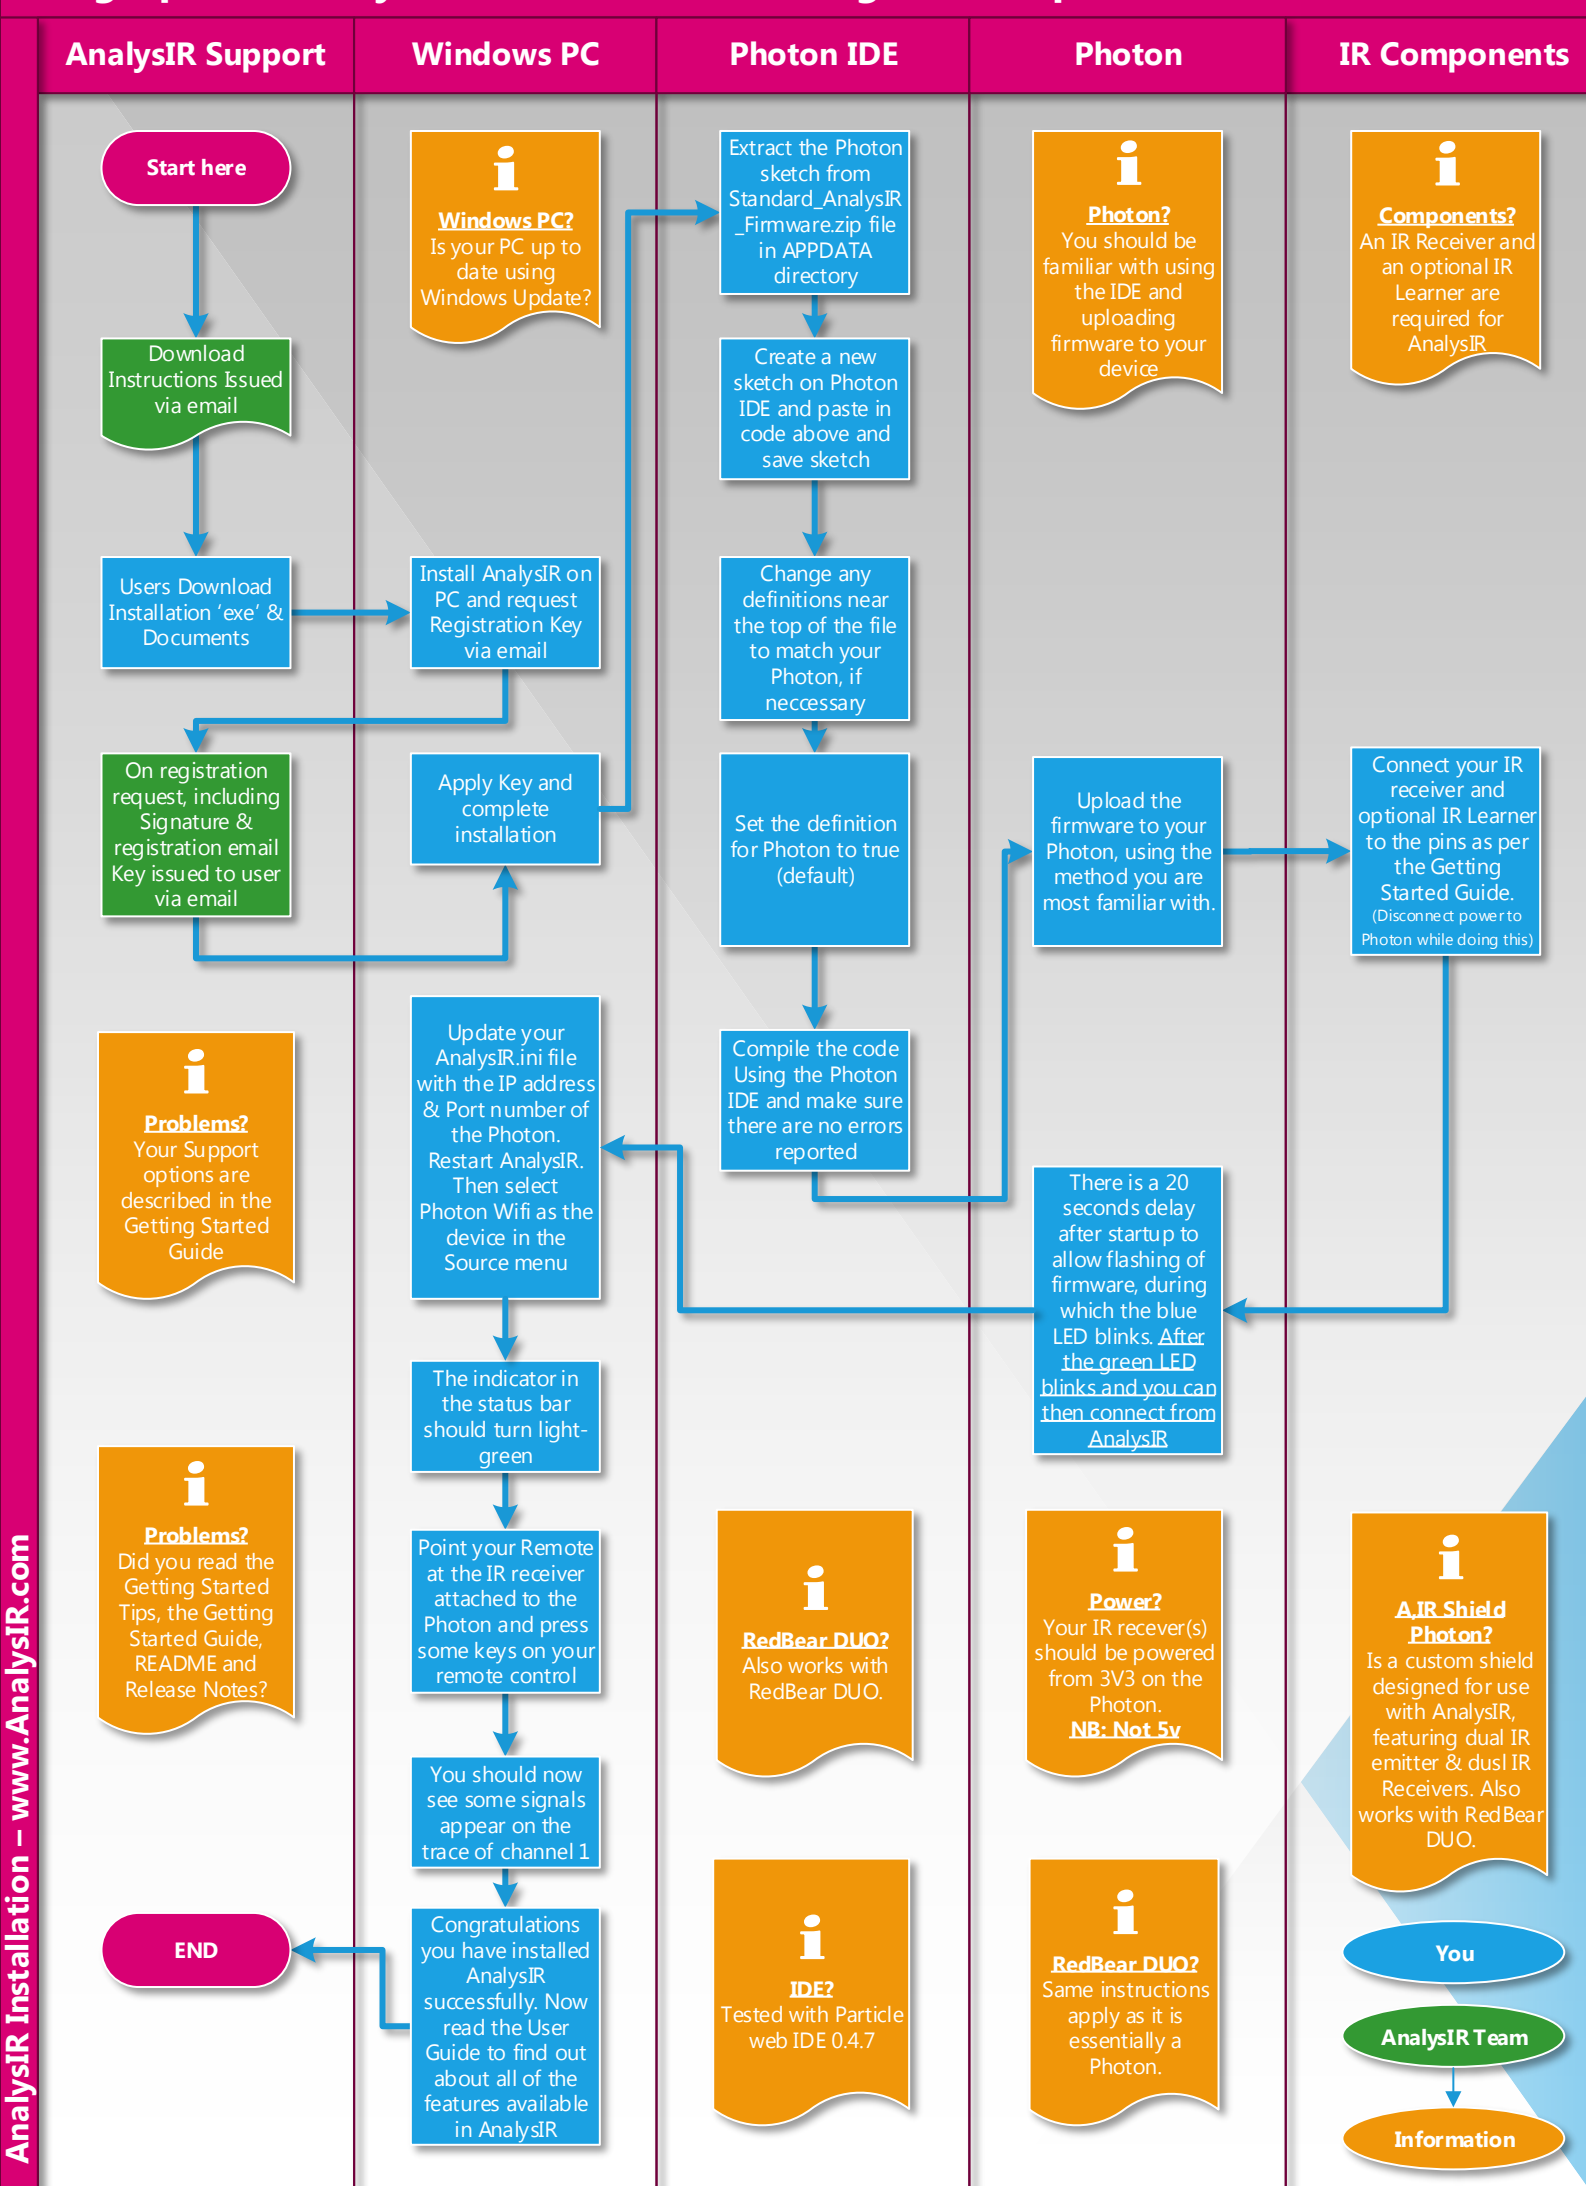 AnalysIR Support
Windows PC
Photon IDE
Photon
IR Components
AnalysIR Installation – www.AnalysIR.com
Start here
Download
Instructions Issued
via email
Users Download
Installation ‘exe’ &
Documents
On registration
request, including
Signature &
registration email
Key issued to user
via email
Problems?
Your Support
options are
described in the
Getting Started
Guide
Problems?
Did you read the
Getting Started
Tips, the Getting
Started Guide,
README and
Release Notes?
END
Windows PC?
Is your PC up to
date using
Windows Update?
Install AnalysIR on
PC and request
Registration Key
via email
Apply Key and
complete
installation
Update your
AnalysIR.ini file
with the IP address
& Port number of
the Photon.
Restart AnalysIR.
Then select
Photon Wifi as the
device in the
Source menu
The indicator in
the status bar
should turn light-
green
Point your Remote
at the IR receiver
attached to the
Photon and press
some keys on your
remote control
You should now
see some signals
appear on the
trace of channel 1
Congratulations
you have installed
AnalysIR
successfully. Now
read the User
Guide to find out
about all of the
features available
in AnalysIR
Extract the Photon
sketch from
Standard_AnalysIR
_Firmware.zip file
in APPDATA
directory
Create a new
sketch on Photon
IDE and paste in
code above and
save sketch
Change any
definitions near
the top of the file
to match your
Photon, if
neccessary
Set the definition
for Photon to true
(default)
Compile the code
Using the Photon
IDE and make sure
there are no errors
reported
RedBear DUO?
Also works with
RedBear DUO.
IDE?
Tested with Particle
web IDE 0.4.7
Photon?
You should be
familiar with using
the IDE and
uploading
firmware to your
device
Upload the
firmware to your
Photon, using the
method you are
most familiar with.
There is a 20
seconds delay
after startup to
allow flashing of
firmware, during
which the blue
LED blinks. After
the green LED
blinks and you can
then connect from
AnalysIR
Power?
Your IR recever(s)
should be powered
from 3V3 on the
Photon.
NB: Not 5v
RedBear DUO?
Same instructions
apply as it is
essentially a
Photon.
Components?
An IR Receiver and
an optional IR
Learner are
required for
AnalysIR
Connect your IR
receiver and
optional IR Learner
to the pins as per
the Getting
Started Guide.
(Disconnect power to
Photon while doing this)
A,IR Shield
Photon?
Is a custom shield
designed for use
with AnalysIR,
featuring dual IR
emitter & dusl IR
Receivers. Also
works with RedBear
DUO.
You
AnalysIR Team
Information